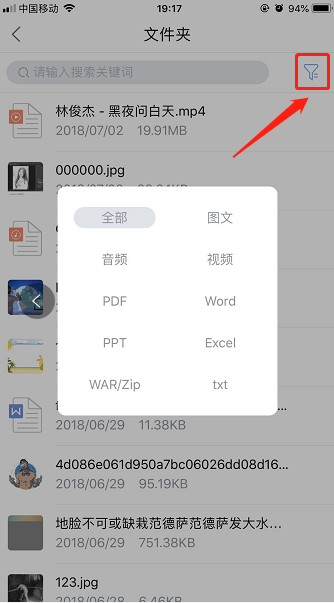 中国移动 19:17 94%
文件夹
请输入搜索关键词
林俊杰 - 黑夜问白天.mp4
2018/07/02 19.91MB
000000.jpg
全部 图文
音频 视频
PDF Word
PPT Excel
WAR/Zip txt
2018/06/29 11.38KB
4d086e061d950a7bc06026dd08d16...
2018/06/29 95.19KB
地脸不可或缺栽范德萨范德萨发大水...
2018/06/29 751.38KB
123.jpg
2018/06/28 6.46KB